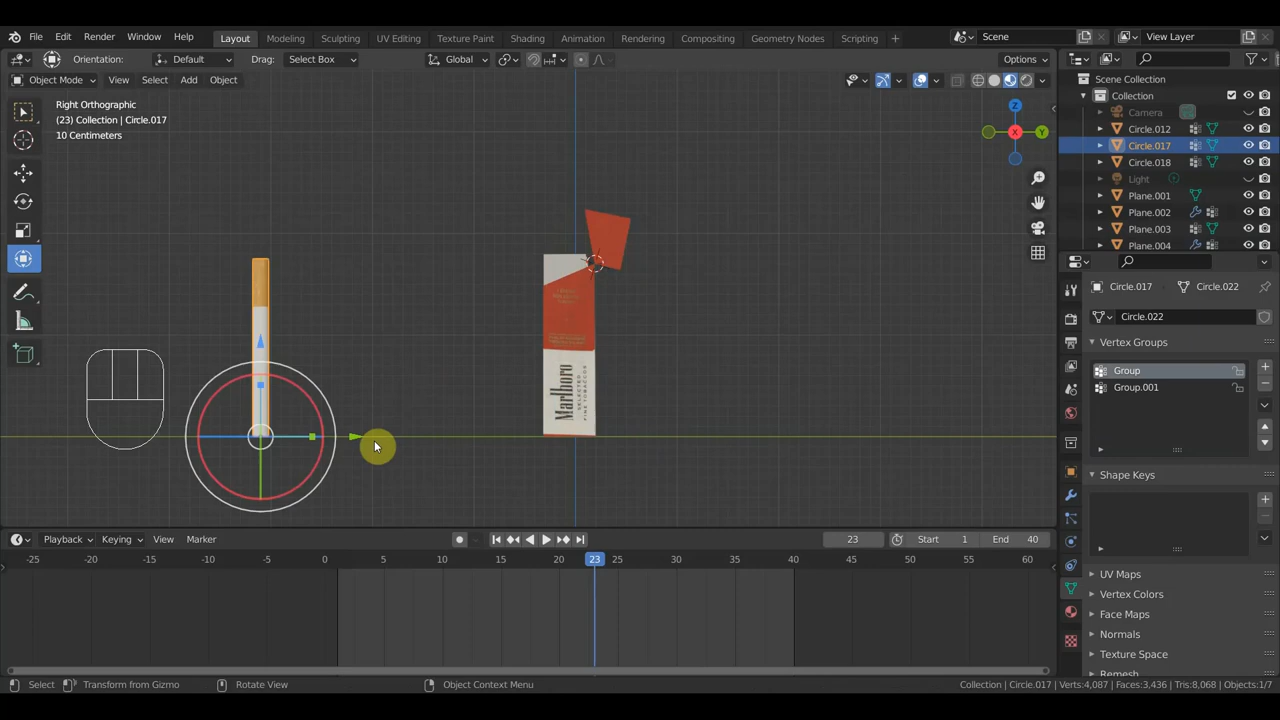 File Edit Render Window Help
Layout Modeling Sculpting UV Editing Texture Paint Shading Animation Rendering Compositing Geometry Nodes Scripting +
Scene
View Layer
Orientation: Default Drag: Select Box Global Options
Object Mode View Select Add Object
Right Orthographic
(23) Collection | Circle.017
10 Centimeters
Z
X
Y
Marlboro
SELECTED
FINE TOBACCOS
Scene Collection
Collection
Camera
Circle.012
Circle.017
Circle.018
Light
Plane.001
Plane.002
Plane.003
Plane.004
Circle.017 Circle.022
Circle.022
Vertex Groups
Group
Group.001
Shape Keys
UV Maps
Vertex Colors
Face Maps
Normals
Texture Space
Remesh
Playback Keying View Marker 23 Start 1 End 40
-25 -20 -15 -10 -5 0 5 10 15 20 23 25 30 35 40 45 50 55 60
Select Transform from Gizmo Rotate View Object Context Menu Collection | Circle.017 | Verts:4,087 | Faces:3,436 | Tris:8,068 | Objects:1/7